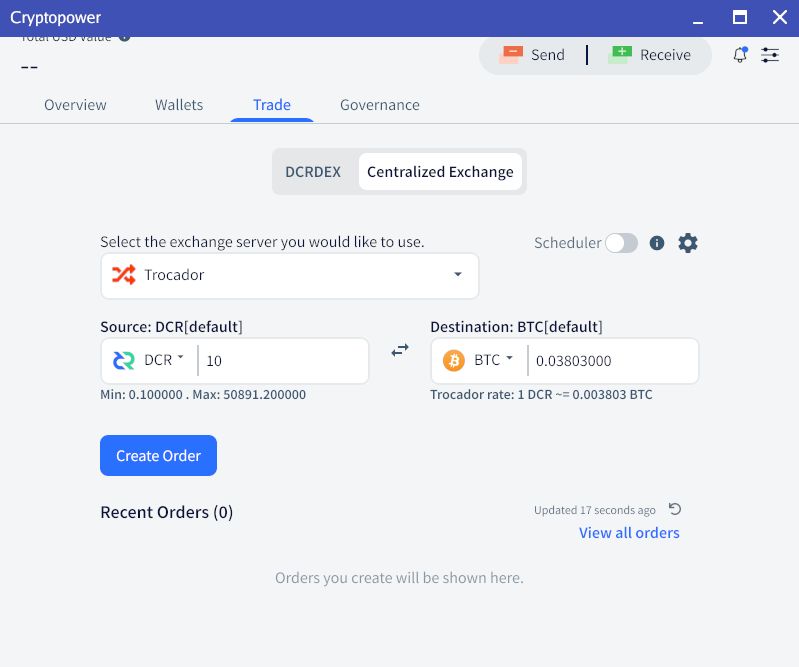 Cryptopower
Total USD Value
--
Send
Receive
Overview
Wallets
Trade
Governance
DCRDEX
Centralized Exchange
Select the exchange server you would like to use.
Scheduler
Trocador
Source: DCR[default]
Destination: BTC[default]
DCR
10
BTC
0.03803000
Min: 0.100000 . Max: 50891.200000
Trocador rate: 1 DCR ~= 0.003803 BTC
Create Order
Recent Orders (0)
Updated 17 seconds ago
View all orders
Orders you create will be shown here.